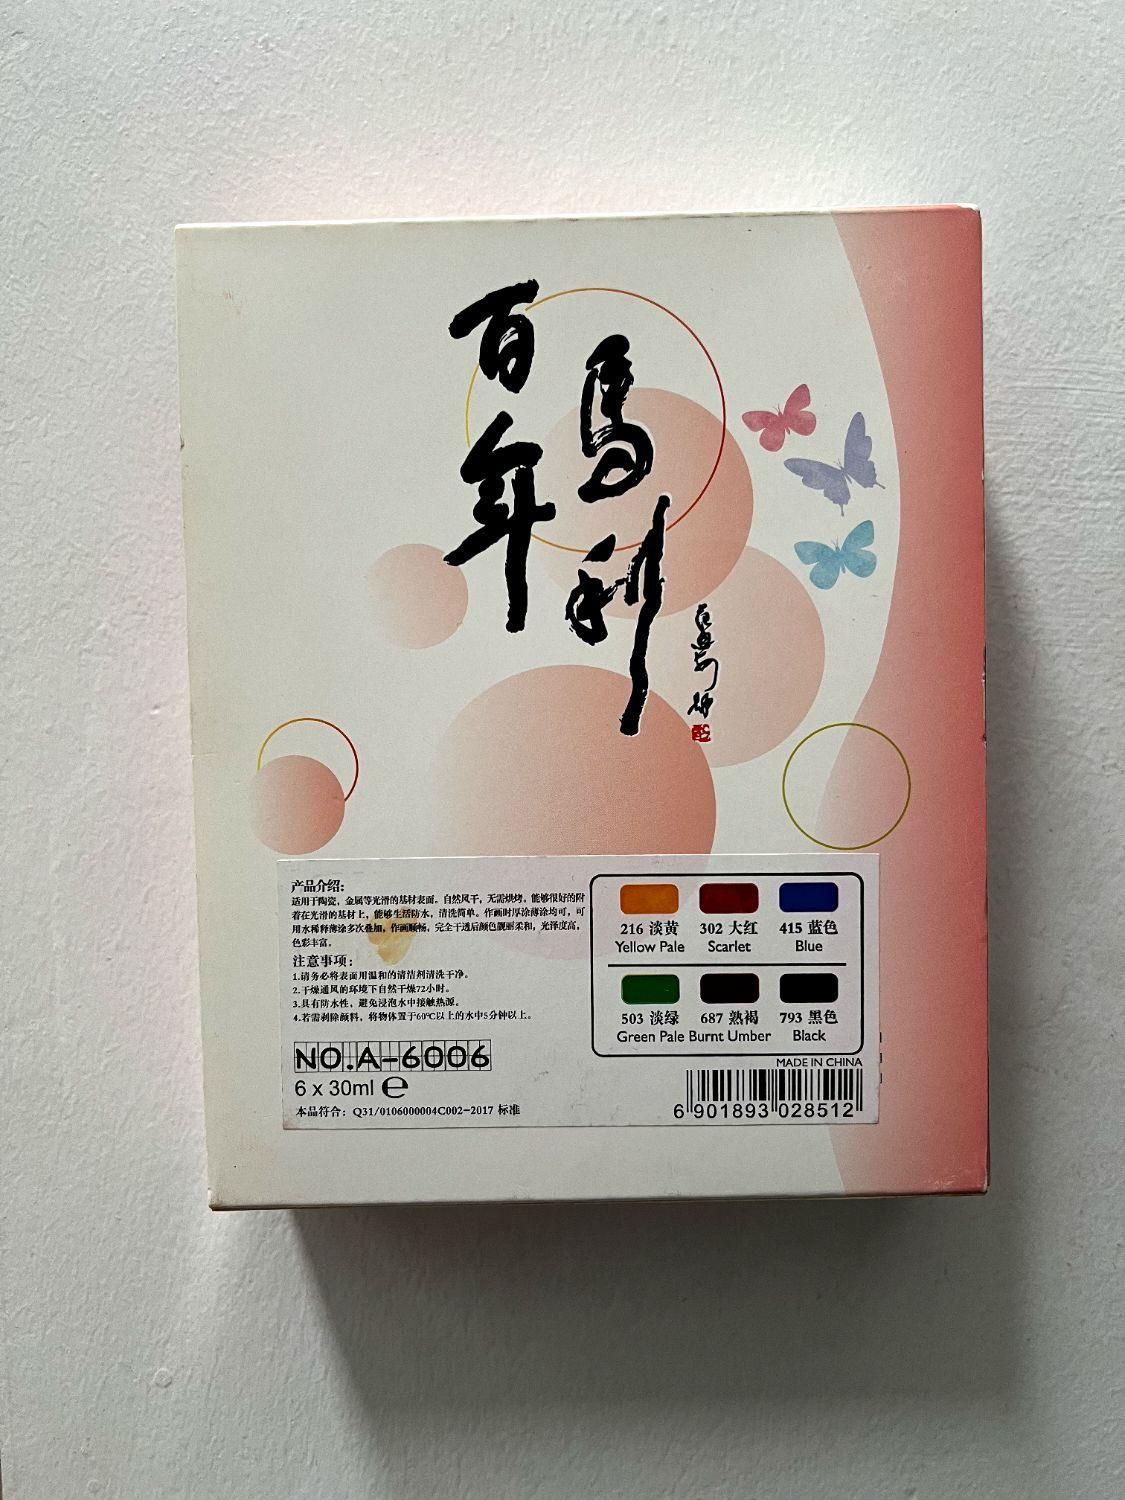 百年
马利
产品介绍：
适用于陶瓷，金属等光滑的基材表面。自然风干，无需烘烤，能够很好的附
着在光滑的基材上，能够生活防水，清洗简单。作画时厚涂薄涂均可，可
用水稀释薄涂多次叠加，作画顺畅，完全干透后颜色靓丽柔和，光泽度高，
色彩丰富。
注意事项：
1.请务必将表面用温和的清洁剂清洗干净。
2.干燥通风的环境下自然干燥72小时。
3.具有防水性，避免浸泡水中接触热源。
4.若需剥除颜料，将物体置于60℃以上的水中5分钟以上。
NO.A-6006
6 x 30ml e
本品符合：Q31/0106000004C002-2017 标准
216 淡黄 302 大红 415 蓝色
Yellow Pale Scarlet Blue
503 淡绿 687 熟褐 793 黑色
Green Pale Burnt Umber Black
MADE IN CHINA
6 901893 028512